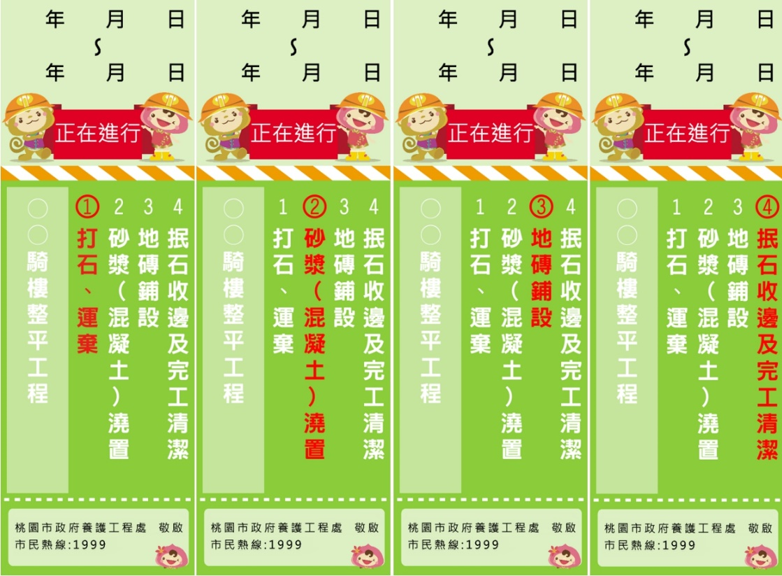 年 月 日
~
年 月 日
正在進行
○○騎樓整平工程
①打石、運棄
2砂漿（混凝土）澆置
3地磚鋪設
4抿石收邊及完工清潔
桃園市政府養護工程處 敬啟
市民熱線:1999
年 月 日
~
年 月 日
正在進行
○○騎樓整平工程
1打石、運棄
②砂漿（混凝土）澆置
3地磚鋪設
4抿石收邊及完工清潔
桃園市政府養護工程處 敬啟
市民熱線:1999
年 月 日
~
年 月 日
正在進行
○○騎樓整平工程
1打石、運棄
2砂漿（混凝土）澆置
③地磚鋪設
4抿石收邊及完工清潔
桃園市政府養護工程處 敬啟
市民熱線:1999
年 月 日
~
年 月 日
正在進行
○○騎樓整平工程
1打石、運棄
2砂漿（混凝土）澆置
3地磚鋪設
④抿石收邊及完工清潔
桃園市政府養護工程處 敬啟
市民熱線:1999